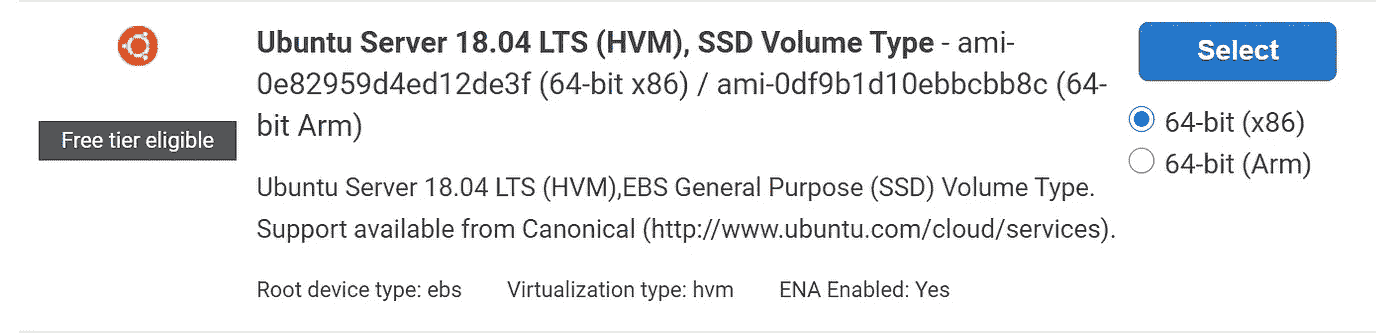 Ubuntu Server 18.04 LTS (HVM), SSD Volume Type - ami-
0e82959d4ed12de3f (64-bit x86) / ami-0df9b1d10ebbcbb8c (64-
bit Arm)
Free tier eligible
Ubuntu Server 18.04 LTS (HVM),EBS General Purpose (SSD) Volume Type.
Support available from Canonical (http://www.ubuntu.com/cloud/services).
Root device type: ebs Virtualization type: hvm ENA Enabled: Yes
Select
64-bit (x86)
64-bit (Arm)